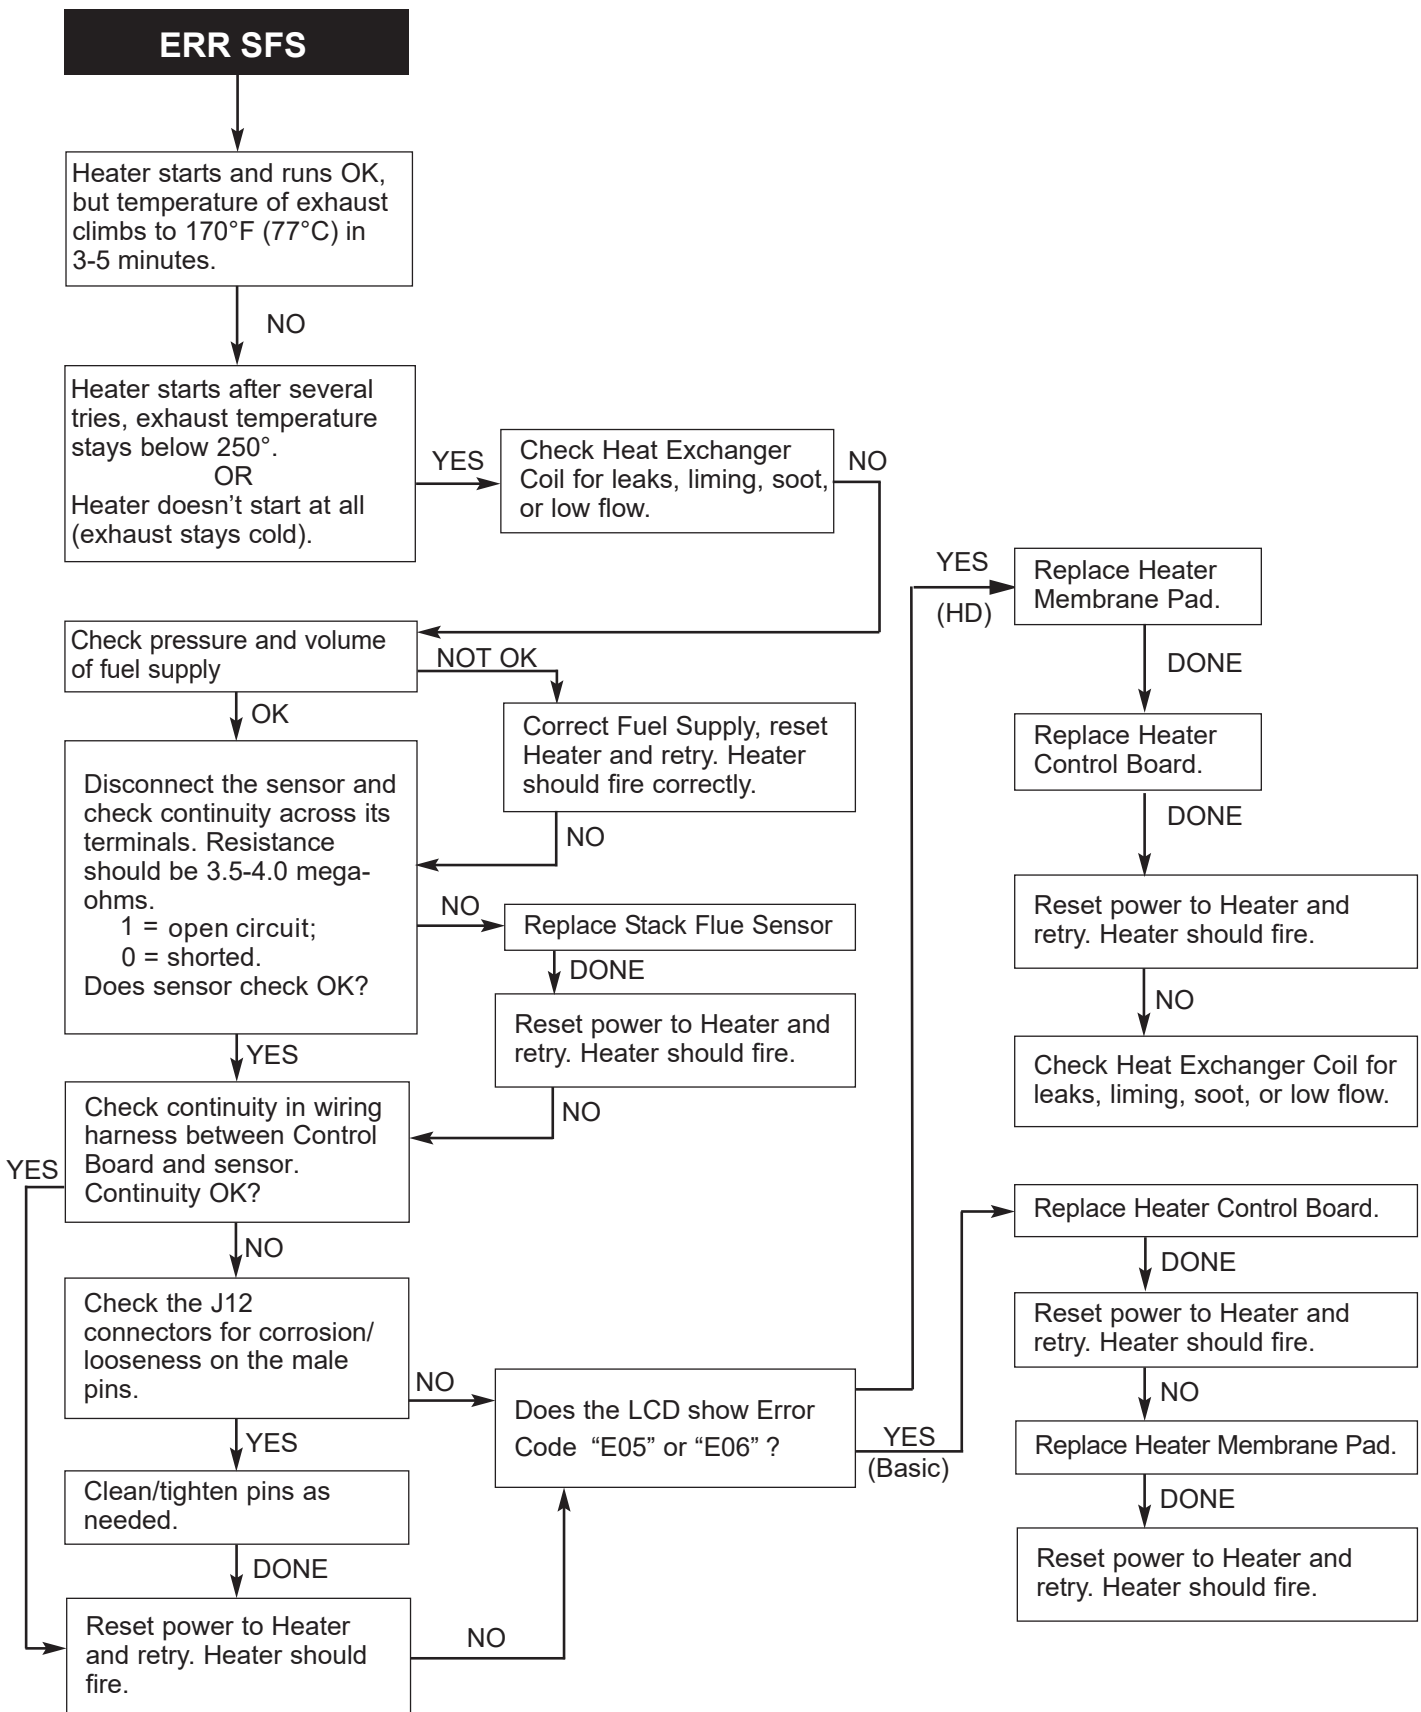 ERR SFS
Heater starts and runs OK,
but temperature of exhaust
climbs to 170°F (77°C) in
3-5 minutes.
NO
Heater starts after several
tries, exhaust temperature
stays below 250°.
OR
Heater doesn’t start at all
(exhaust stays cold).
YES
Check Heat Exchanger
Coil for leaks, liming, soot,
or low flow.
NO
Check pressure and volume
of fuel supply
NOT OK
Correct Fuel Supply, reset
Heater and retry. Heater
should fire correctly.
NO
OK
Disconnect the sensor and
check continuity across its
terminals. Resistance
should be 3.5-4.0 mega-
ohms.
1 = open circuit;
0 = shorted.
Does sensor check OK?
NO
Replace Stack Flue Sensor
DONE
Reset power to Heater and
retry. Heater should fire.
NO
YES
Check continuity in wiring
harness between Control
Board and sensor.
Continuity OK?
YES
NO
Check the J12
connectors for corrosion/
looseness on the male
pins.
NO
YES
Clean/tighten pins as
needed.
DONE
Reset power to Heater
and retry. Heater should
fire.
NO
Does the LCD show Error
Code “E05” or “E06” ?
YES
(HD)
Replace Heater
Membrane Pad.
DONE
Replace Heater
Control Board.
DONE
Reset power to Heater and
retry. Heater should fire.
NO
Check Heat Exchanger Coil for
leaks, liming, soot, or low flow.
YES
(Basic)
Replace Heater Control Board.
DONE
Reset power to Heater and
retry. Heater should fire.
NO
Replace Heater Membrane Pad.
DONE
Reset power to Heater and
retry. Heater should fire.